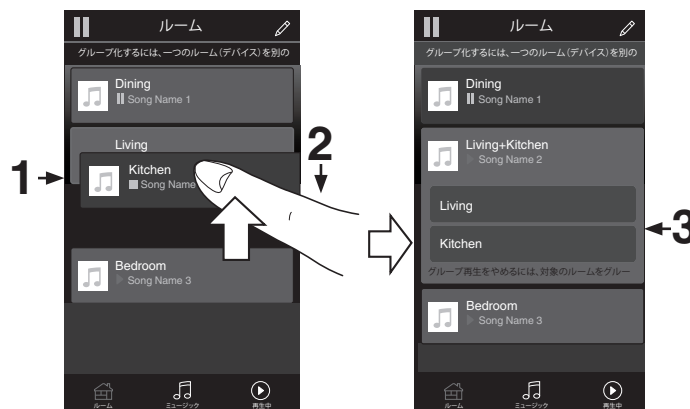 ルーム
グループ化するには、一つのルーム（デバイス）を別の
Dining
Song Name 1
Living
Kitchen
Song Name
Bedroom
Song Name 3
ルーム
ミュージック
再生中
1
2
ルーム
グループ化するには、一つのルーム（デバイス）を別の
Dining
Song Name 1
Living+Kitchen
Song Name 2
Living
Kitchen
グループ再生をやめるには、対象のルームをグルー
Bedroom
Song Name 3
ルーム
ミュージック
再生中
3